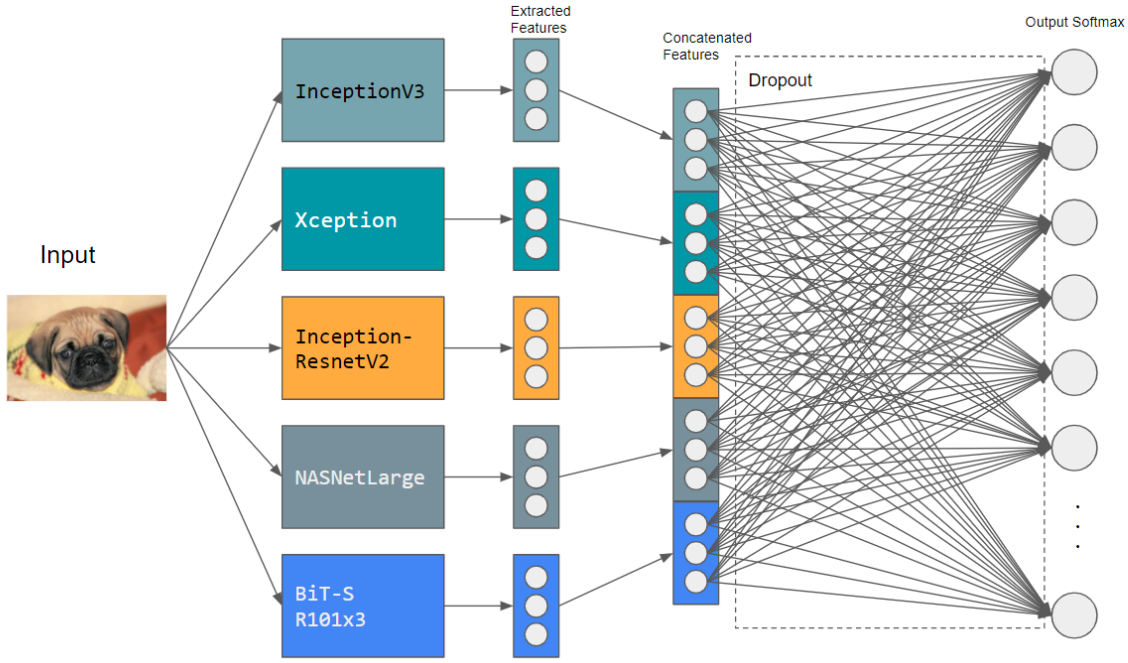 Input
InceptionV3
Xception
Inception-
ResnetV2
NASNetLarge
BiT-S
R101x3
Extracted
Features
Concatenated
Features
Dropout
Output Softmax